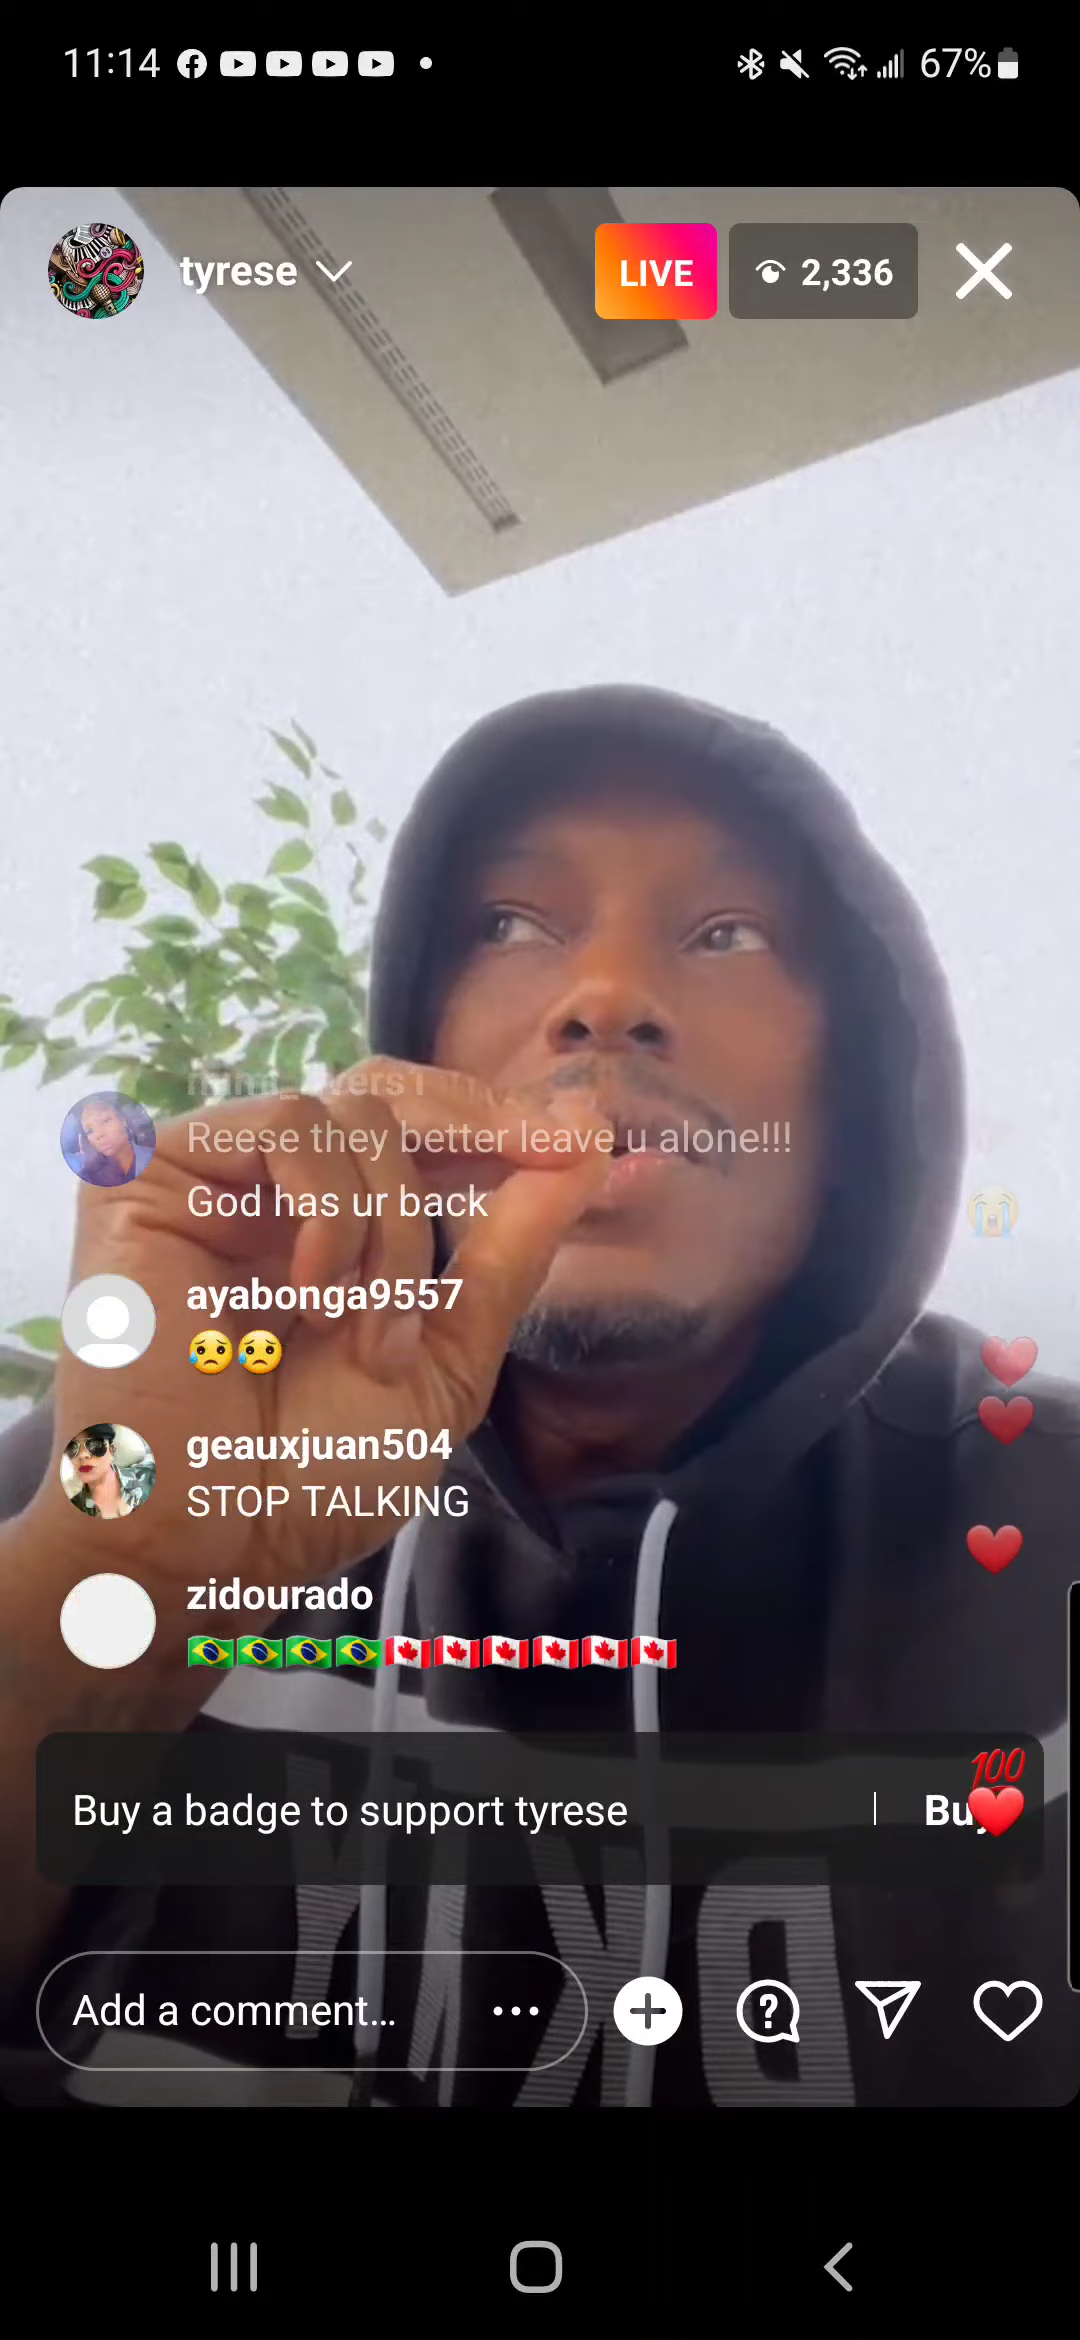 11:14
67%
tyrese
LIVE
2,336
Reese they better leave u alone!!!
God has ur back
ayabonga9557
😥😥
geauxjuan504
STOP TALKING
zidourado
🇧🇷🇧🇷🇧🇷🇧🇷🇨🇦🇨🇦🇨🇦🇨🇦🇨🇦🇨🇦
💯
Buy a badge to support tyrese
Add a comment...